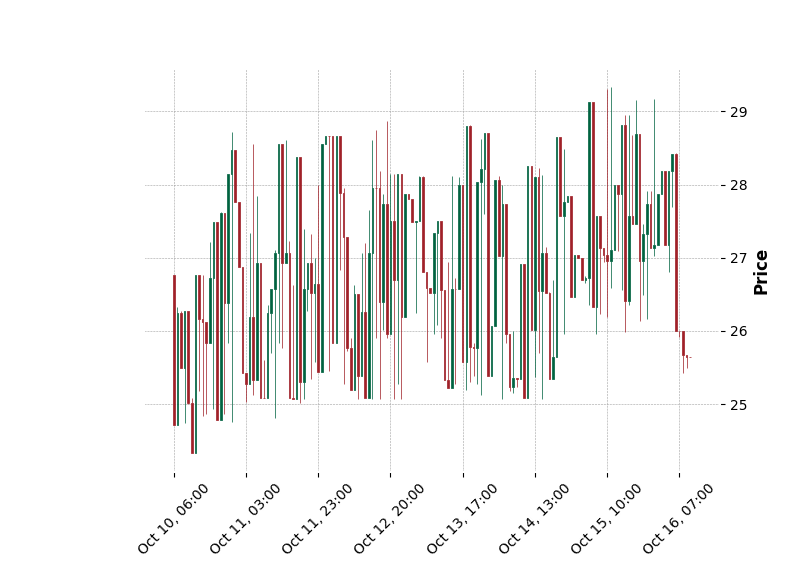 29
28
27
26
25
Price
Oct 10, 06:00
Oct 11, 03:00
Oct 11, 23:00
Oct 12, 20:00
Oct 13, 17:00
Oct 14, 13:00
Oct 15, 10:00
Oct 16, 07:00